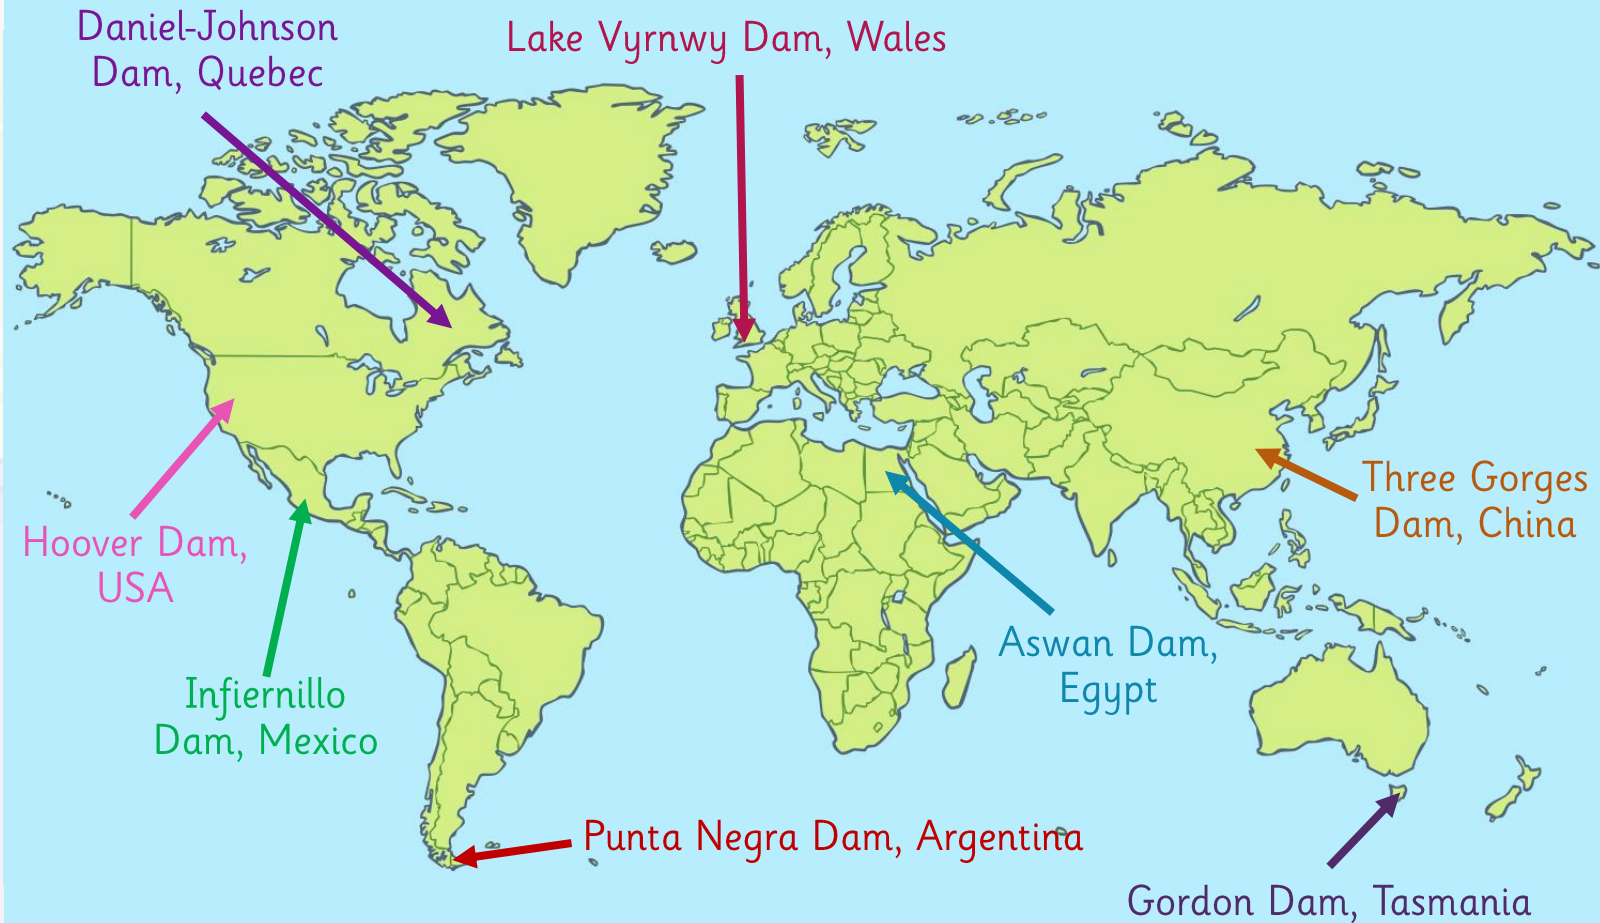 Daniel-Johnson
Dam, Quebec
Lake Vyrnwy Dam, Wales
Three Gorges
Dam, China
Hoover Dam,
USA
Aswan Dam,
Egypt
Infiernillo
Dam, Mexico
Punta Negra Dam, Argentina
Gordon Dam, Tasmania